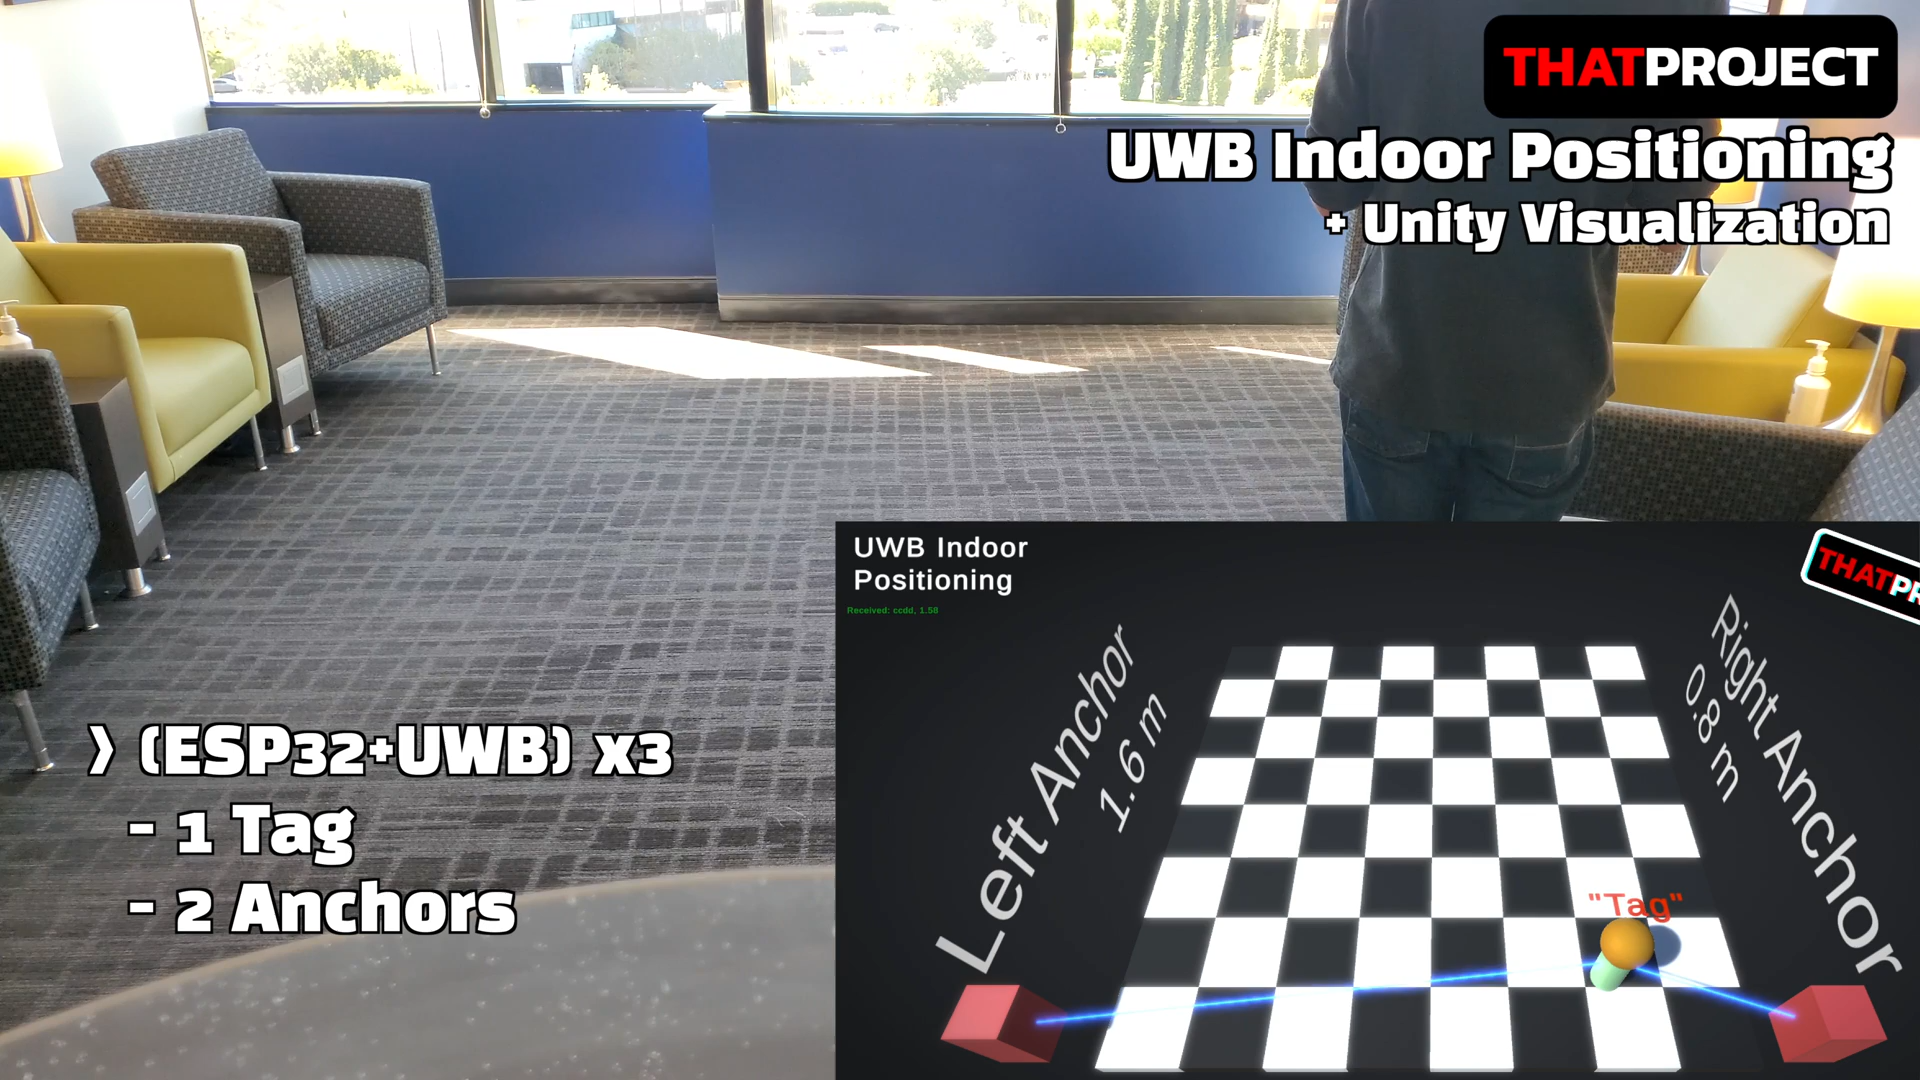 THATPROJECT
UWB Indoor Positioning
+ Unity Visualization
UWB Indoor
Positioning
Received: ccdd, 1.58
THATPR
Left Anchor
1.6 m
Right Anchor
0.8 m
"Tag"
⟩ (ESP32+UWB) x3
- 1 Tag
- 2 Anchors